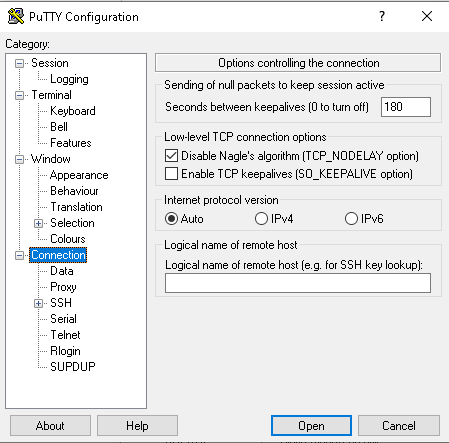 PuTTY Configuration
Category:
Session
Logging
Terminal
Keyboard
Bell
Features
Window
Appearance
Behaviour
Translation
Selection
Colours
Connection
Data
Proxy
SSH
Serial
Telnet
Rlogin
SUPDUP
Options controlling the connection
Sending of null packets to keep session active
Seconds between keepalives (0 to turn off) 180
Low-level TCP connection options
Disable Nagle's algorithm (TCP_NODELAY option)
Enable TCP keepalives (SO_KEEPALIVE option)
Internet protocol version
Auto IPv4 IPv6
Logical name of remote host
Logical name of remote host (e.g. for SSH key lookup):
About Help Open Cancel